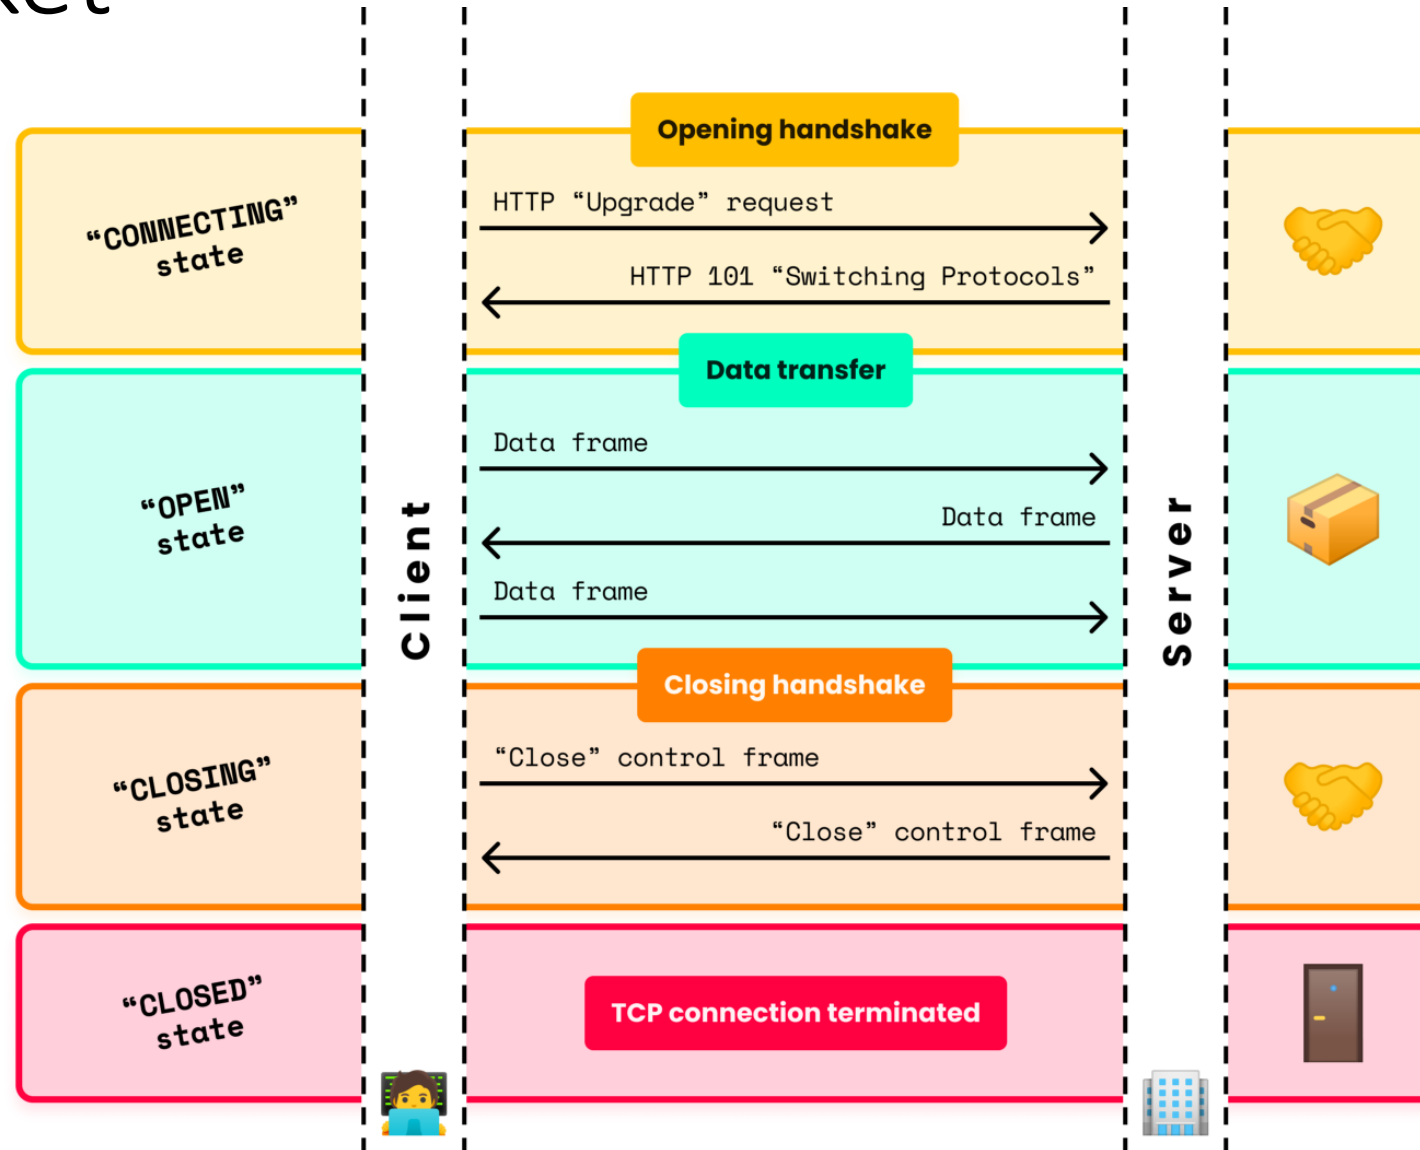 Opening handshake
“CONNECTING”
state
HTTP “Upgrade” request
HTTP 101 “Switching Protocols”
Data transfer
“OPEN”
state
Data frame
Data frame
Data frame
Client
Server
Closing handshake
“CLOSING”
state
“Close” control frame
“Close” control frame
“CLOSED”
state
TCP connection terminated